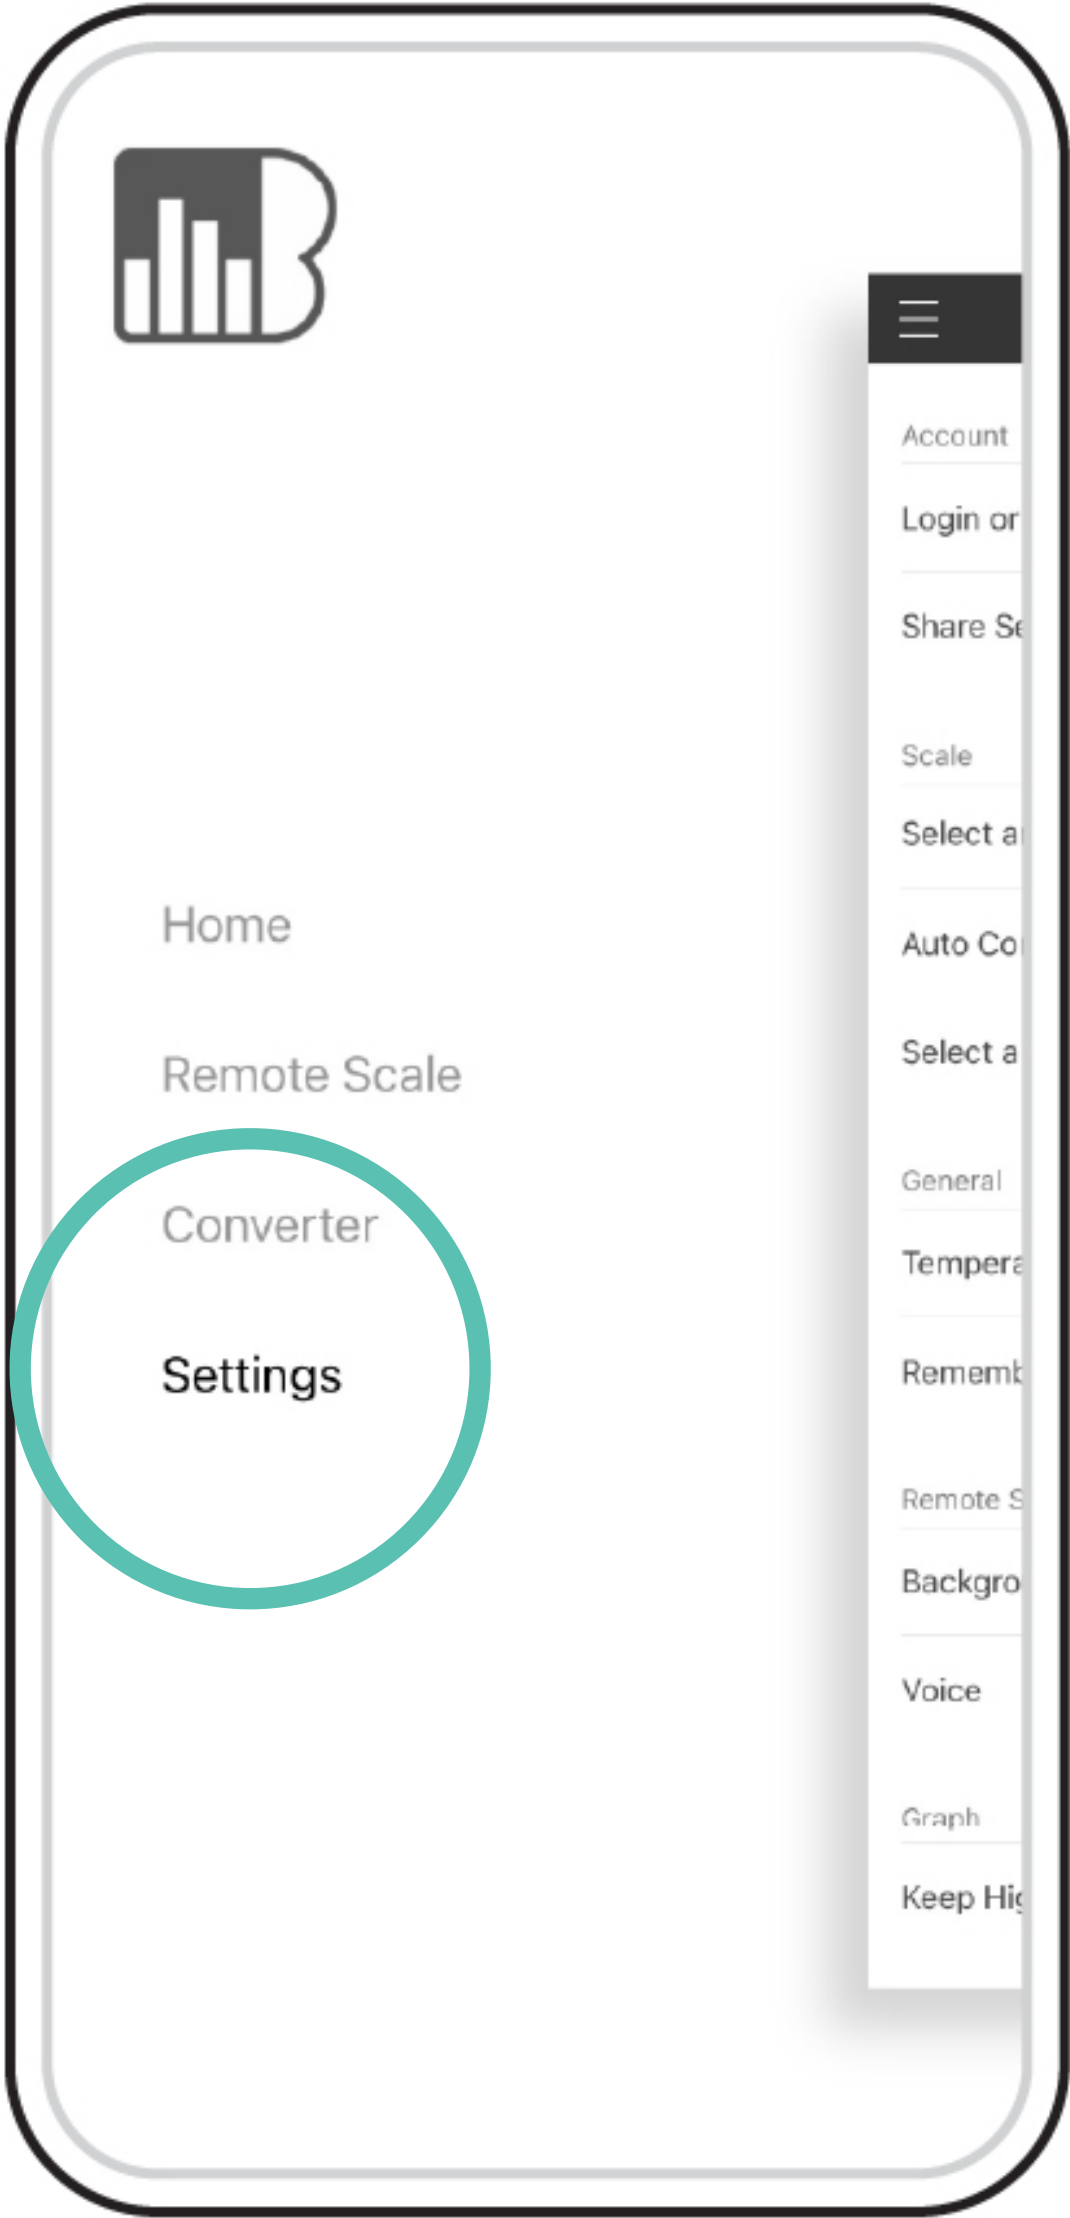 Home
Remote Scale
Converter
Settings
Account
Login or
Share Se
Scale
Select a
Auto Co
Select a
General
Tempera
Rememb
Remote S
Backgro
Voice
Graph
Keep Hig